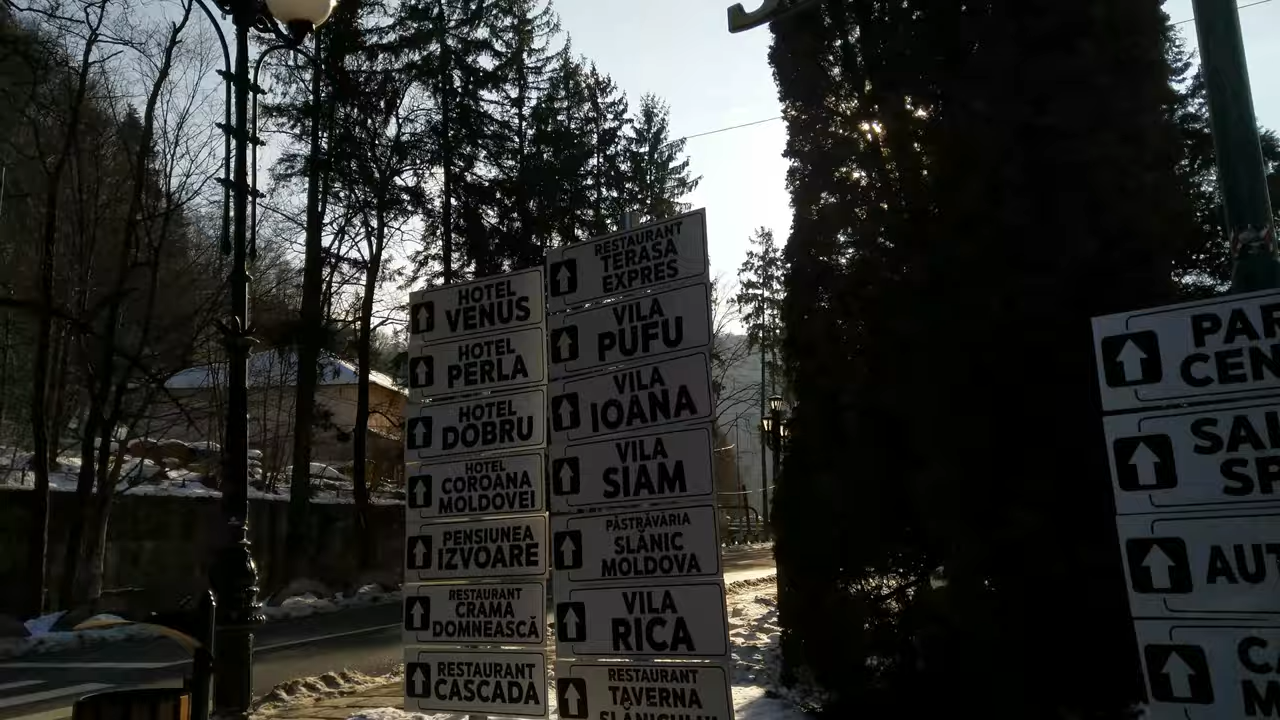 HOTEL
VENUS
HOTEL
PERLA
HOTEL
DOBRU
HOTEL
COROANA
MOLDOVEI
PENSIUNEA
IZVOARE
RESTAURANT
CRAMA
DOMNEASCĂ
RESTAURANT
CASCADA
RESTAURANT
TERASA
EXPRES
VILA
PUFU
VILA
IOANA
VILA
SIAM
PĂSTRĂVĂRIA
SLĂNIC
MOLDOVA
VILA
RICA
RESTAURANT
TAVERNA
SLĂNICULUI